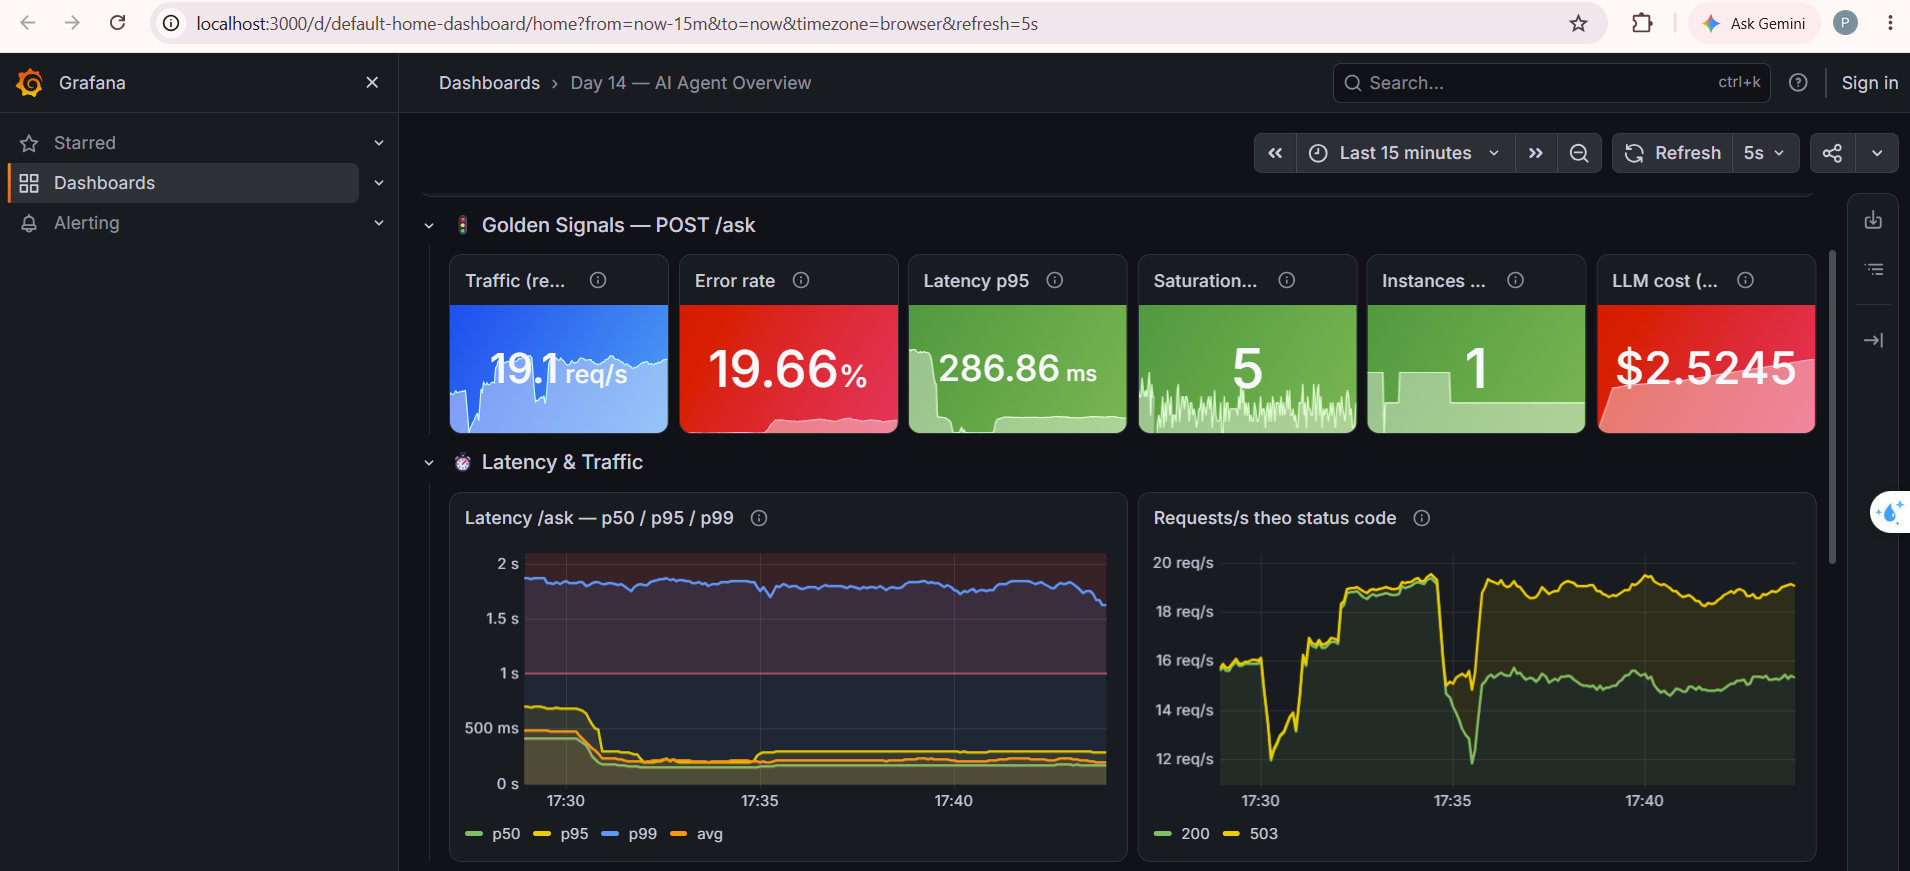 localhost:3000/d/default-home-dashboard/home?from=now-15m&to=now&timezone=browser&refresh=5s
Ask Gemini
P
Grafana
Dashboards › Day 14 — AI Agent Overview
Search...
ctrl+k
Sign in
Starred
Dashboards
Alerting
Last 15 minutes
Refresh
5s
Golden Signals — POST /ask
Traffic (re...
Error rate
Latency p95
Saturation...
Instances ...
LLM cost (...
19.1 req/s
19.66%
286.86 ms
5
1
$2.5245
Latency & Traffic
Latency /ask — p50 / p95 / p99
2 s
1.5 s
1 s
500 ms
0 s
17:30
17:35
17:40
p50
p95
p99
avg
Requests/s theo status code
20 req/s
18 req/s
16 req/s
14 req/s
12 req/s
17:30
17:35
17:40
200
503